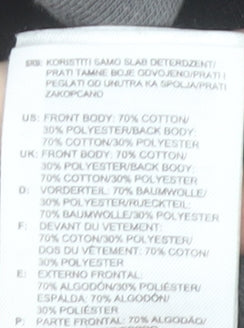 SRB: KORISTITI SAMO SLAB DETERDZENT/
PRATI TAMNE BOJE ODVOJENO/PRATI I
PEGLATI OD UNUTRA KA SPOLJA/PRATI
ZAKOPCANO
US: FRONT BODY: 70% COTTON/
30% POLYESTER/BACK BODY:
70% COTTON/30% POLYESTER
UK: FRONT BODY: 70% COTTON/
30% POLYESTER/BACK BODY:
70% COTTON/30% POLYESTER
D: VORDERTEIL: 70% BAUMWOLLE/
30% POLYESTER/RUECKTEIL:
70% BAUMWOLLE/30% POLYESTER
F: DEVANT DU VETEMENT:
70% COTON/30% POLYESTER/
DOS DU VÊTEMENT: 70% COTON/
30% POLYESTER
E: EXTERNO FRONTAL:
70% ALGODÓN/30% POLIÉSTER/
ESPALDA: 70% ALGODÓN/
30% POLIÉSTER
P: PARTE FRONTAL: 70% ALGODÃO/